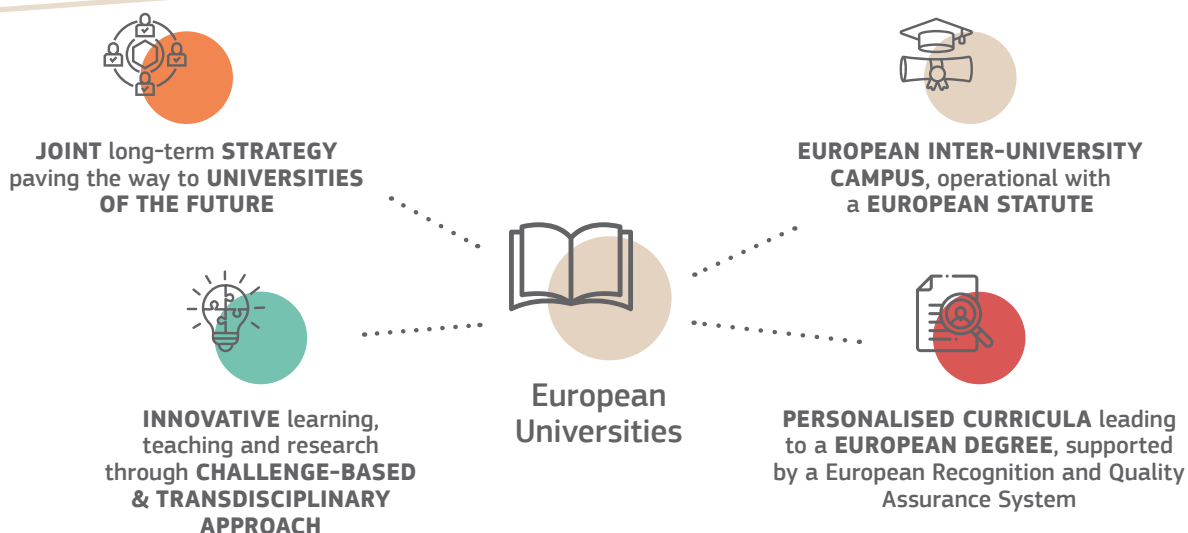 JOINT long-term STRATEGY
paving the way to UNIVERSITIES
OF THE FUTURE
EUROPEAN INTER-UNIVERSITY
CAMPUS, operational with
a EUROPEAN STATUTE
European
Universities
INNOVATIVE learning,
teaching and research
through CHALLENGE-BASED
& TRANSDISCIPLINARY
APPROACH
PERSONALISED CURRICULA leading
to a EUROPEAN DEGREE, supported
by a European Recognition and Quality
Assurance System